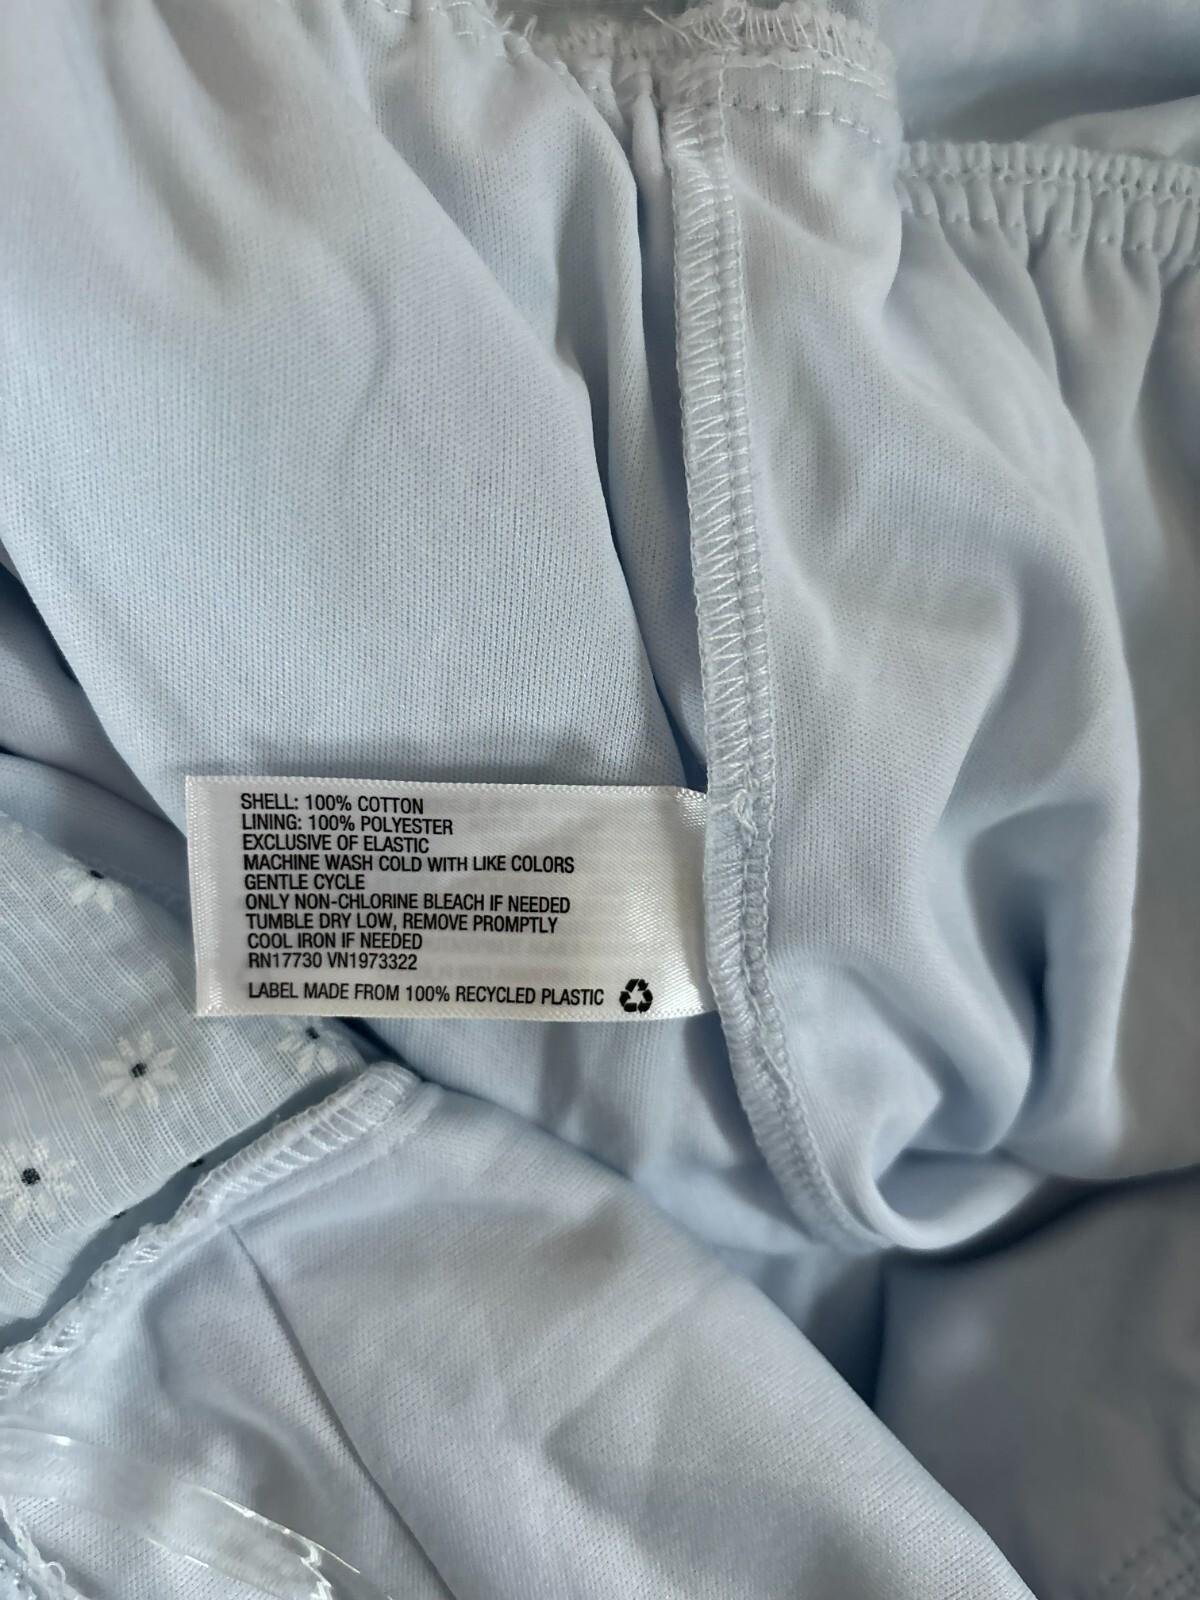 SHELL: 100% COTTON
LINING: 100% POLYESTER
EXCLUSIVE OF ELASTIC
MACHINE WASH COLD WITH LIKE COLORS
GENTLE CYCLE
ONLY NON-CHLORINE BLEACH IF NEEDED
TUMBLE DRY LOW, REMOVE PROMPTLY
COOL IRON IF NEEDED
RN17730 VN1973322
LABEL MADE FROM 100% RECYCLED PLASTIC